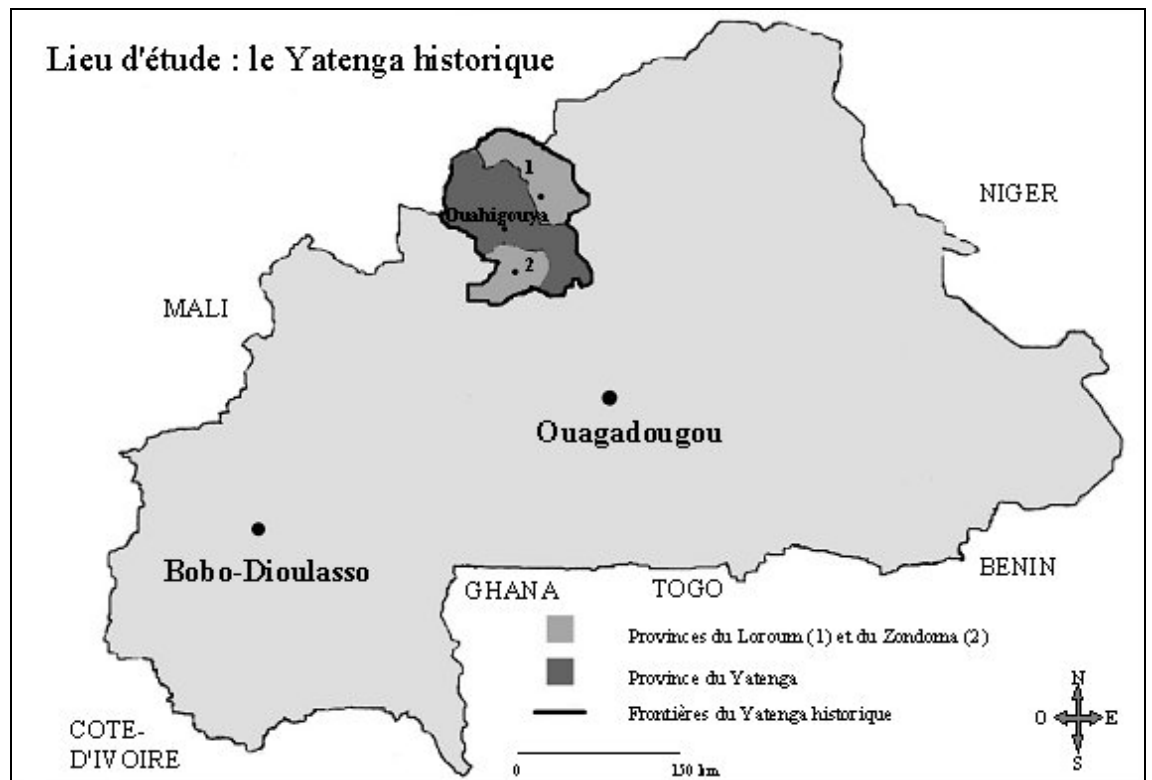 Lieu d'étude : le Yatenga historique
1
NIGER
Ouahigouya
2
MALI
Ouagadougou
Bobo-Dioulasso
BENIN
GHANA
TOGO
Provinces du Loroum (1) et du Zondoma (2)
Province du Yatenga
Frontières du Yatenga historique
N
O
E
S
COTE-
D'IVOIRE
0
150 km